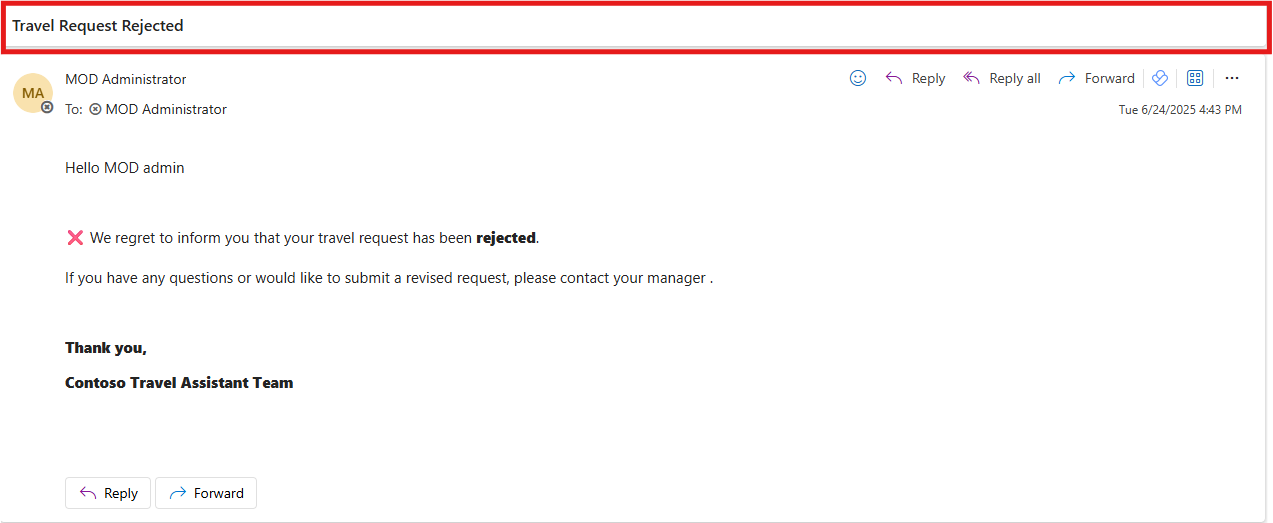 Travel Request Rejected
MA
MOD Administrator
Reply
Reply all
Forward
To: MOD Administrator
Tue 6/24/2025 4:43 PM
Hello MOD admin
❌ We regret to inform you that your travel request has been rejected.
If you have any questions or would like to submit a revised request, please contact your manager .
Thank you,
Contoso Travel Assistant Team
Reply
Forward